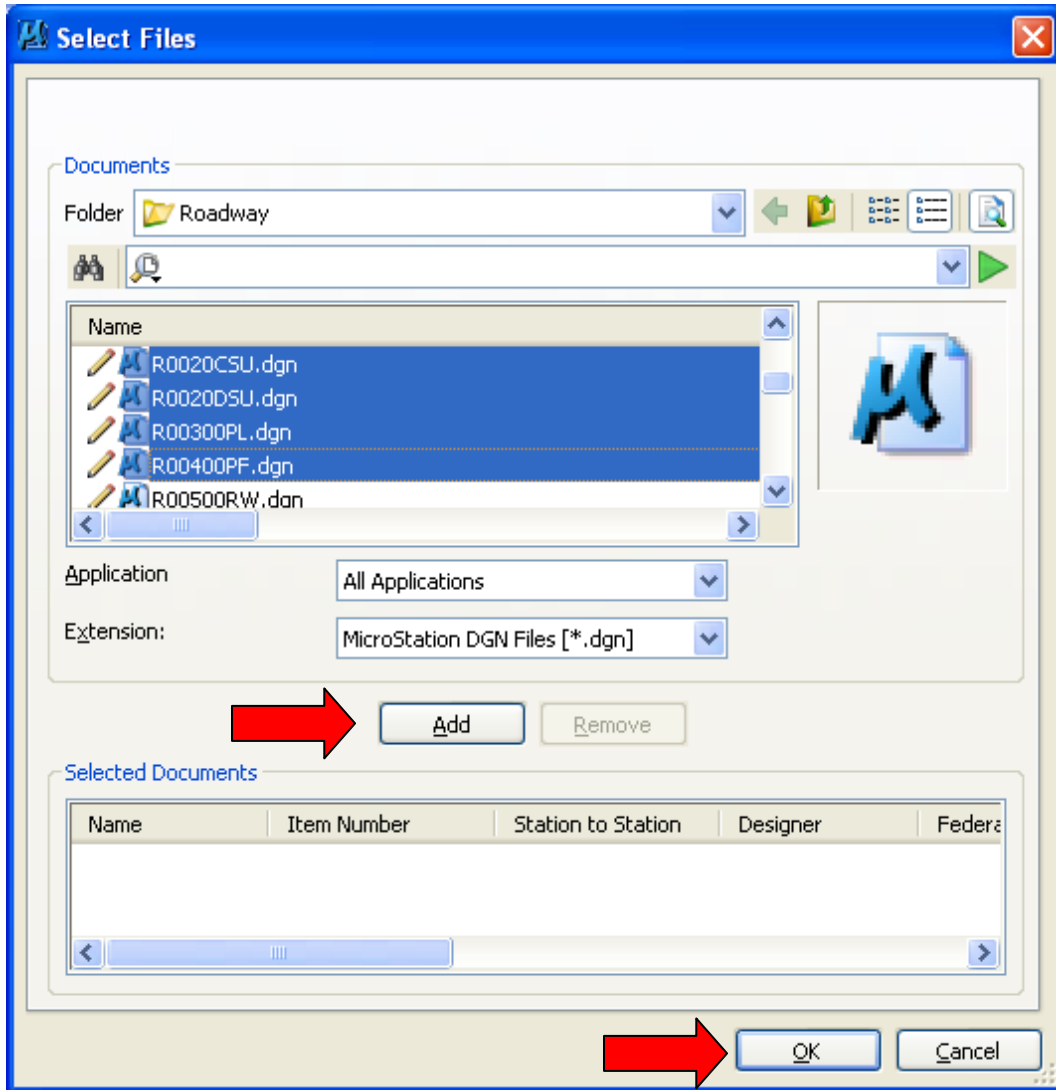 Select Files
Documents
Folder Roadway
Name
R0020CSU.dgn
R0020DSU.dgn
R00300PL.dgn
R00400PF.dgn
R00500RW.dgn
Application All Applications
Extension: MicroStation DGN Files [*.dgn]
Add Remove
Selected Documents
Name Item Number Station to Station Designer Federa
OK Cancel